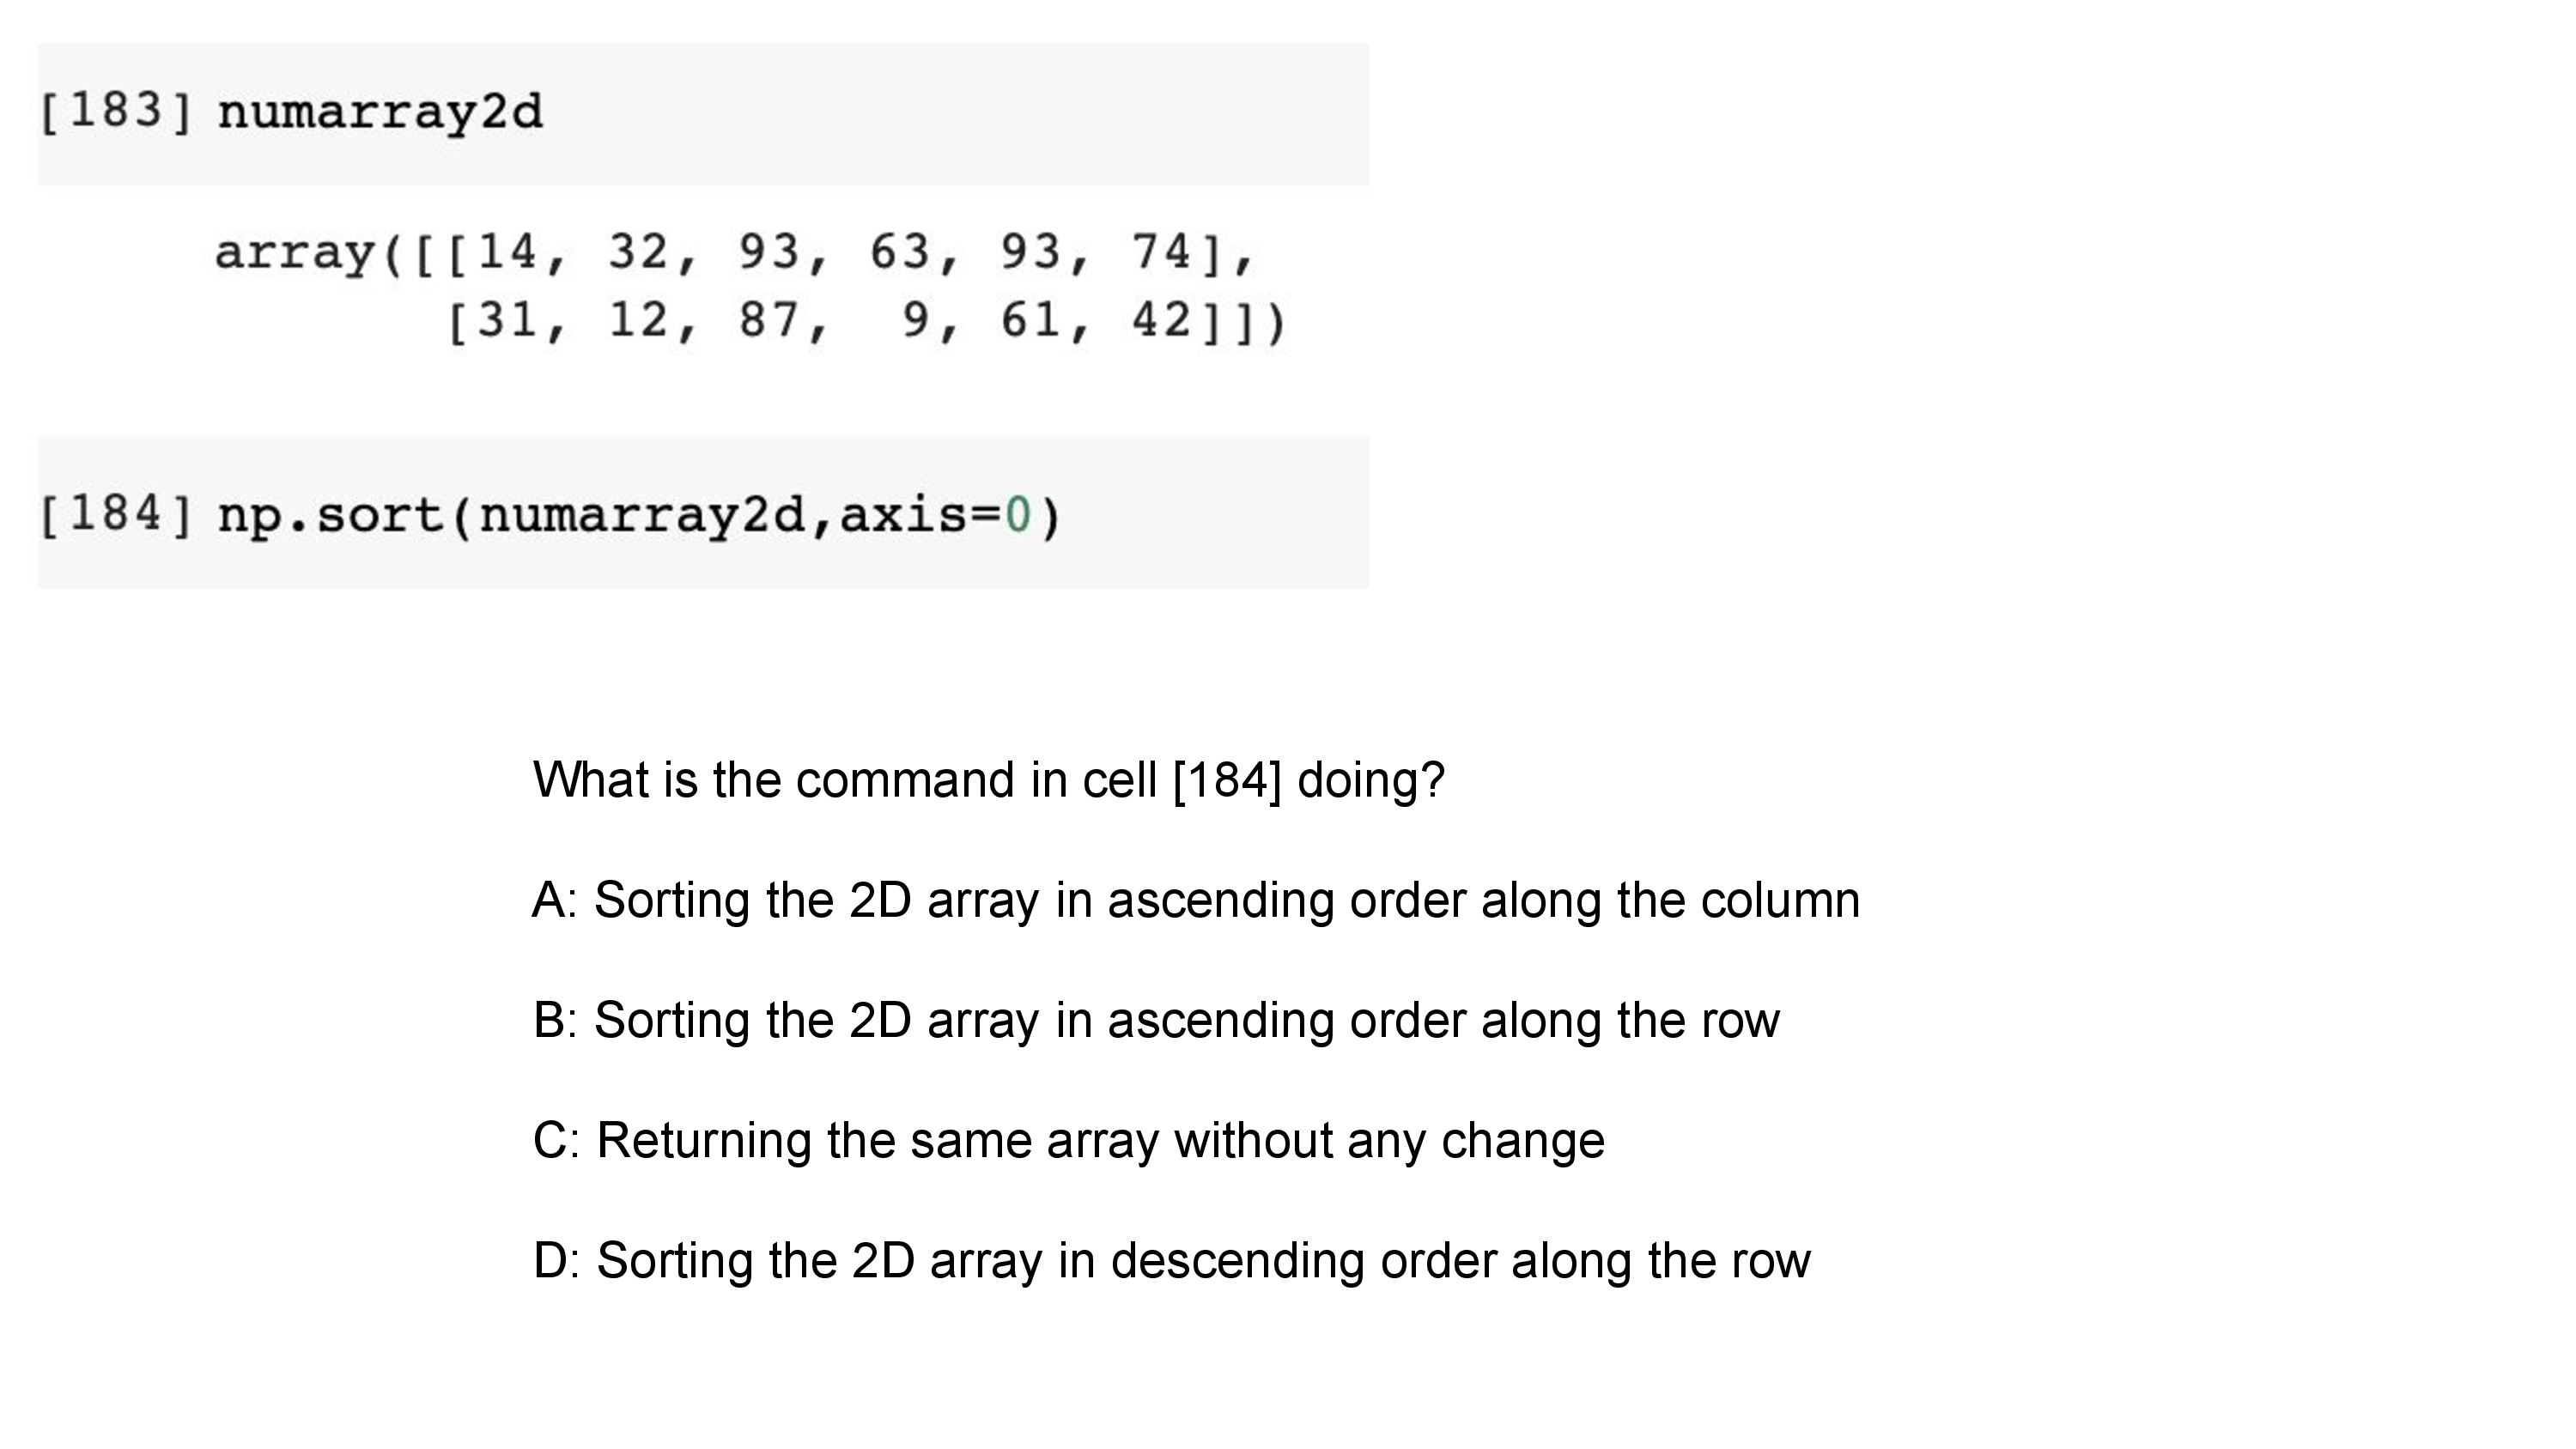 [183] numarray2d
array([[14, 32, 93, 63, 93, 74],
[31, 12, 87, 9, 61, 42]])
[184] np.sort(numarray2d,axis=0)
What is the command in cell [184] doing?
A: Sorting the 2D array in ascending order along the column
B: Sorting the 2D array in ascending order along the row
C: Returning the same array without any change
D: Sorting the 2D array in descending order along the row